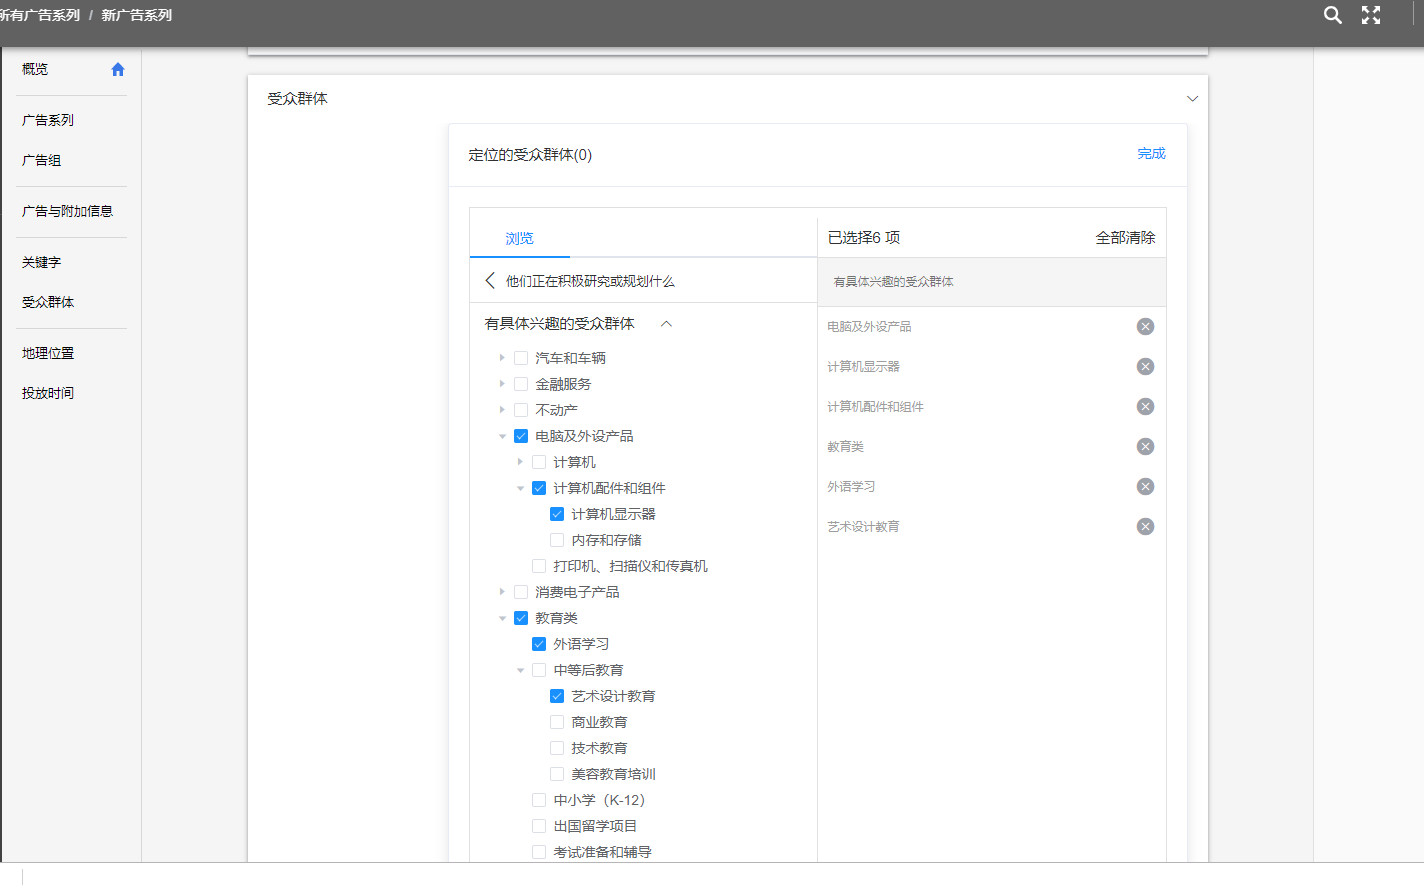 所有广告系列 / 新广告系列
概览
广告系列
广告组
广告与附加信息
关键字
受众群体
地理位置
投放时间
受众群体
定位的受众群体(0)
完成
浏览
他们正在积极研究或规划什么
有具体兴趣的受众群体
汽车和车辆
金融服务
不动产
电脑及外设产品
计算机
计算机配件和组件
计算机显示器
内存和存储
打印机、扫描仪和传真机
消费电子产品
教育类
外语学习
中等后教育
艺术设计教育
商业教育
技术教育
美容教育培训
中小学（K-12）
出国留学项目
考试准备和辅导
已选择6 项
全部清除
有具体兴趣的受众群体
电脑及外设产品
计算机显示器
计算机配件和组件
教育类
外语学习
艺术设计教育